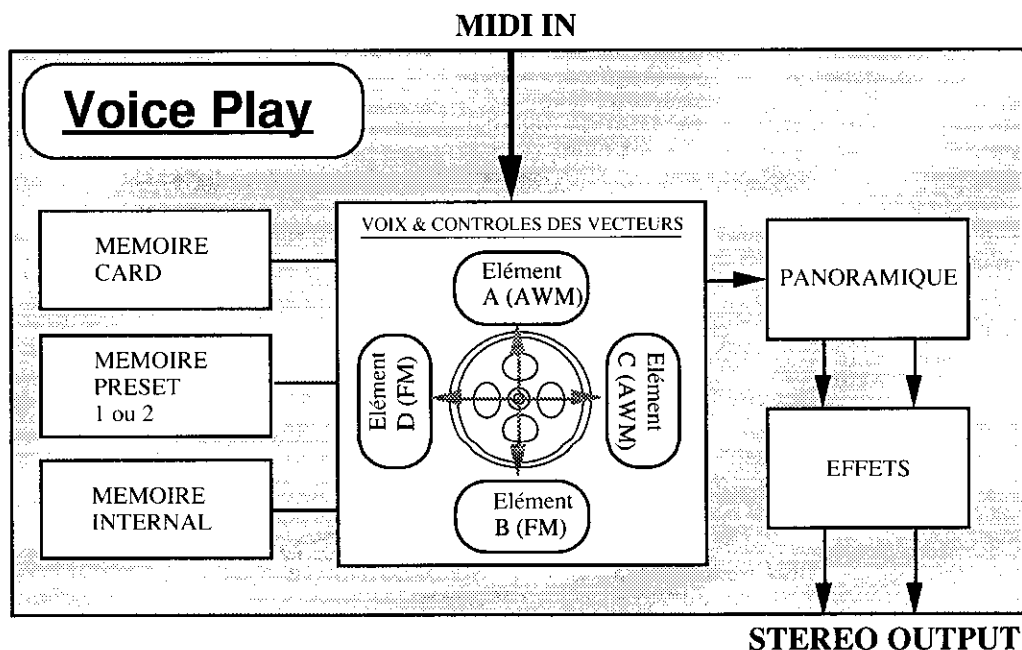 MIDI IN
Voice Play
MEMOIRE
CARD
MEMOIRE
PRESET
1 ou 2
MEMOIRE
INTERNAL
VOIX & CONTROLES DES VECTEURS
Elément
A (AWM)
Elément
D (FM)
Elément
C (AWM)
Elément
B (FM)
PANORAMIQUE
EFFETS
STEREO OUTPUT